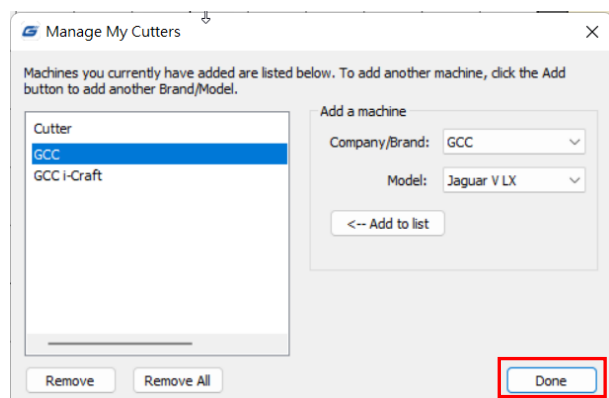 Manage My Cutters
Machines you currently have added are listed below. To add another machine, click the Add
button to add another Brand/Model.
Cutter
GCC
GCC i-Craft
Add a machine
Company/Brand: GCC
Model: Jaguar V LX
<-- Add to list
Remove Remove All Done